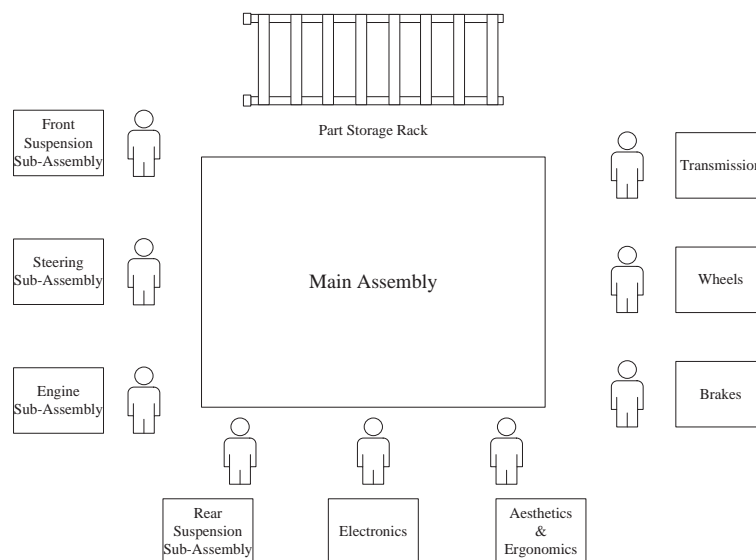 Part Storage Rack
Front
Suspension
Sub-Assembly
Transmission
Main Assembly
Steering
Sub-Assembly
Wheels
Engine
Sub-Assembly
Brakes
Rear
Suspension
Sub-Assembly
Electronics
Aesthetics
&
Ergonomics